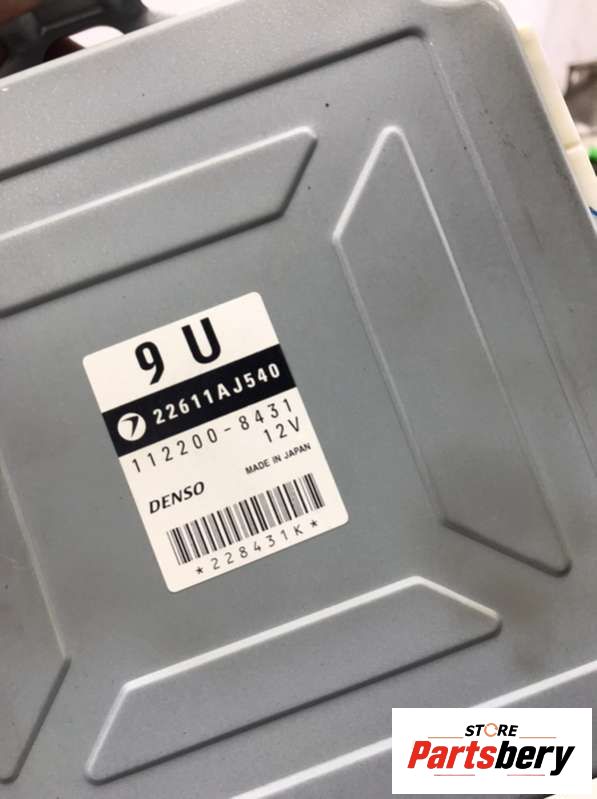 9 U
22611AJ540
112200-8431
12V
MADE IN JAPAN
DENSO
*228431K*
STORE
Partsbery